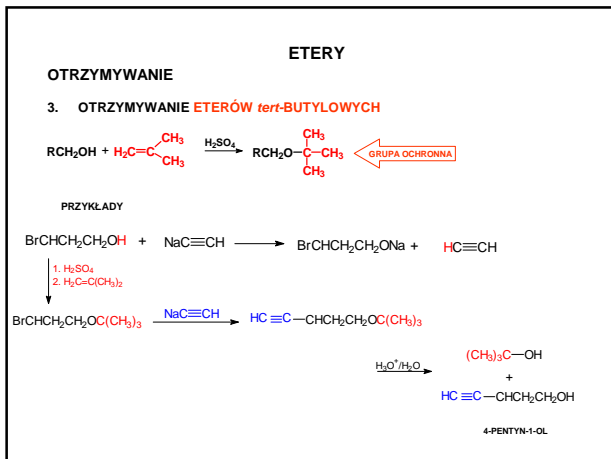 ETERY
OTRZYMYWANIE
3. OTRZYMYWANIE ETERÓW tert-BUTYLOWYCH
RCH₂OH + H₂C=C(CH₃)CH₃ H₂SO₄ RCH₂O−C(CH₃)(CH₃)−CH₃ GRUPA OCHRONNA
PRZYKŁADY
BrCHCH₂CH₂OH + NaC≡CH BrCHCH₂CH₂ONa + HC≡CH
1. H₂SO₄
2. H₂C=C(CH₃)₂
BrCHCH₂CH₂OC(CH₃)₃ NaC≡CH HC≡C−CHCH₂CH₂OC(CH₃)₃
H₃O⁺/H₂O (CH₃)₃C−OH
+
HC≡C−CHCH₂CH₂OH
4-PENTYN-1-OL